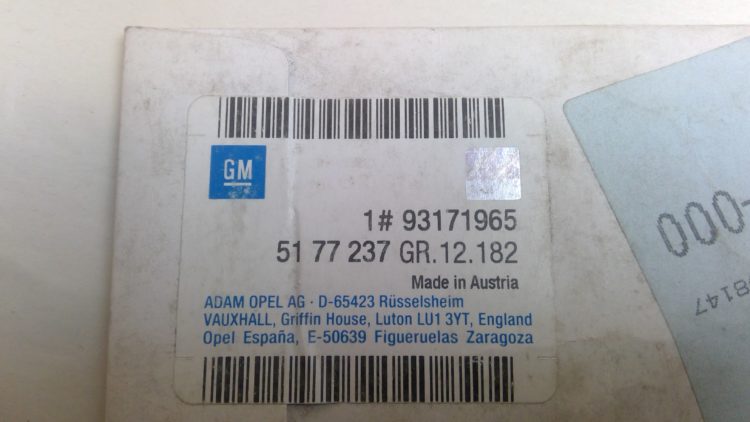 GM
1# 93171965
51 77 237 GR.12.182
Made in Austria
ADAM OPEL AG - D-65423 Rüsselsheim
VAUXHALL, Griffin House, Luton LU1 3YT, England
Opel España, E-50639 Figueruelas Zaragoza
000-
8147